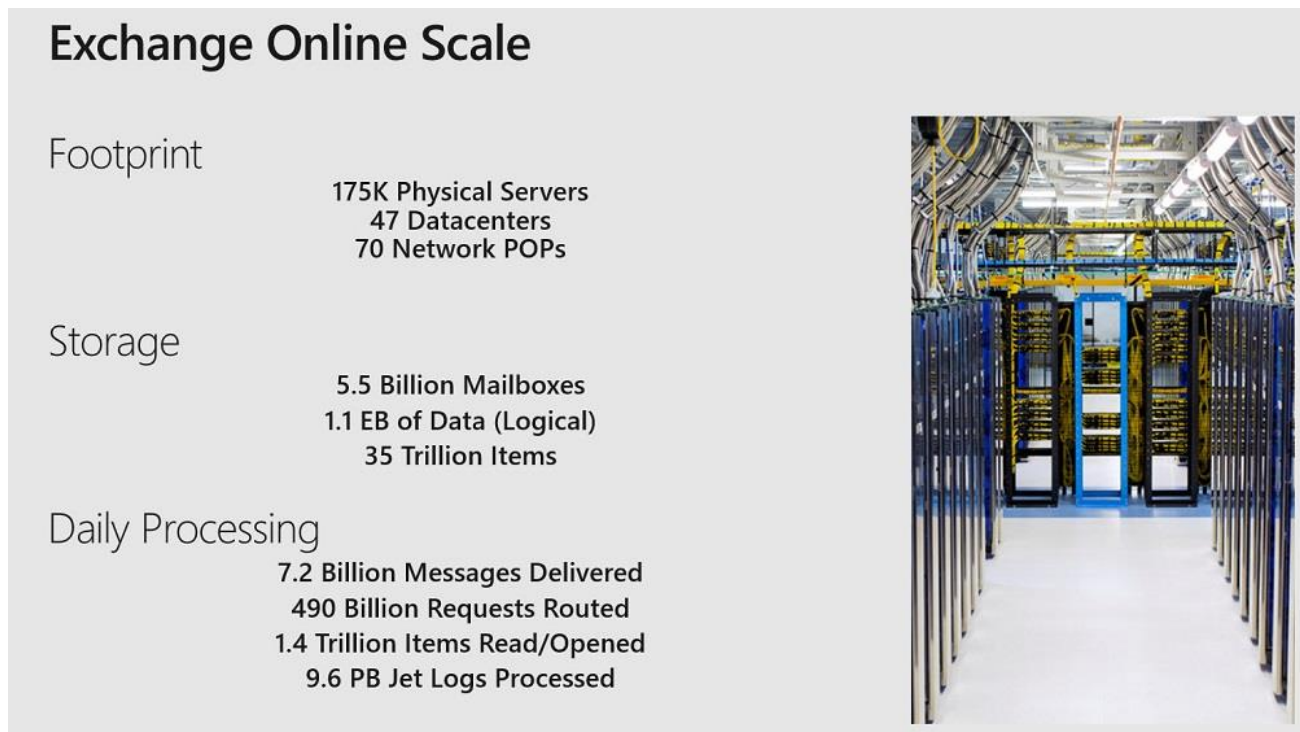 Exchange Online Scale
Footprint
175K Physical Servers
47 Datacenters
70 Network POPs
Storage
5.5 Billion Mailboxes
1.1 EB of Data (Logical)
35 Trillion Items
Daily Processing
7.2 Billion Messages Delivered
490 Billion Requests Routed
1.4 Trillion Items Read/Opened
9.6 PB Jet Logs Processed